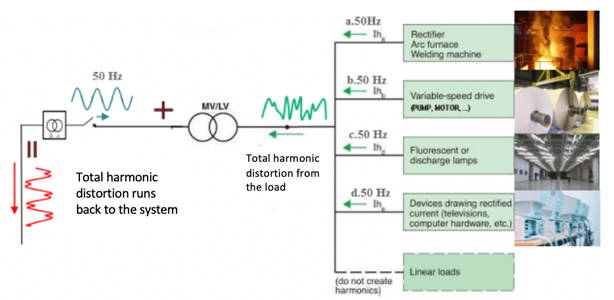 a.50Hz
Ih a
Rectifier
Arc furnace
Welding machine
50 Hz
MV/LV
b.50 Hz
Ih b
Variable-speed drive
(PUMP, MOTOR, ...)
c.50 Hz
Ih c
Fluorescent or
discharge lamps
Total harmonic
distortion from
the load
Total harmonic
distortion runs
back to the system
d.50 Hz
Ih
Devices drawing rectified
current (televisions,
computer hardware, etc.)
(do not create
harmonics)
Linear loads